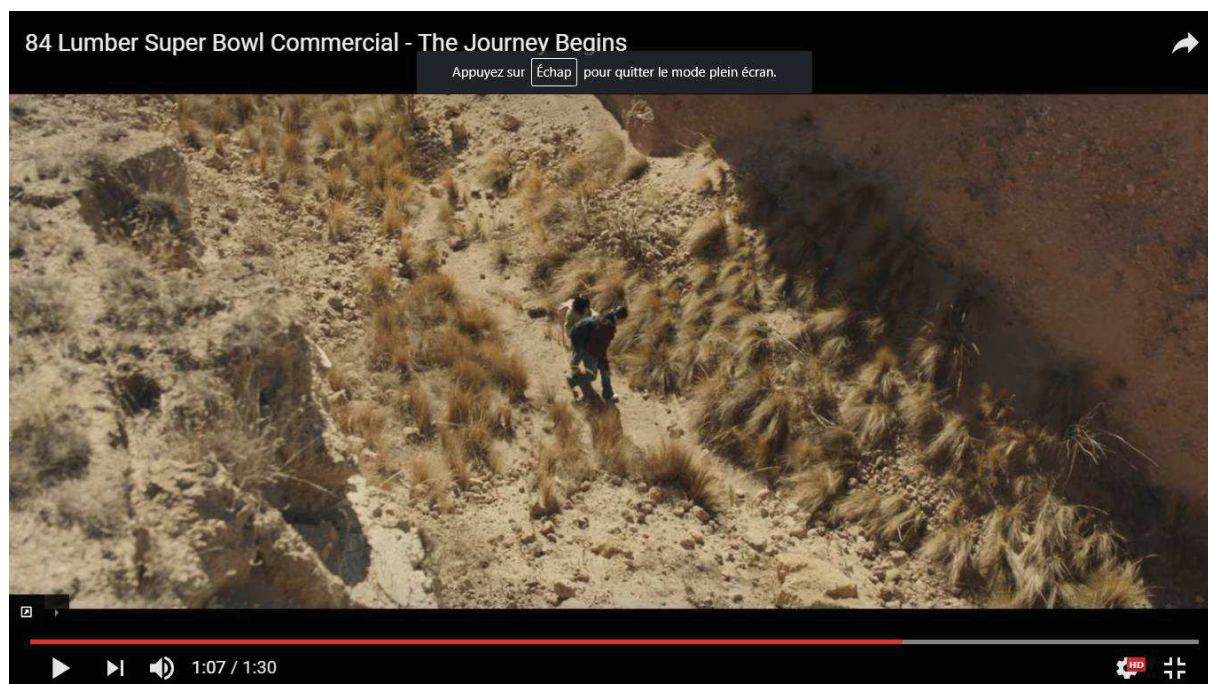 84 Lumber Super Bowl Commercial - The Journey Begins
Appuyez sur Échap pour quitter le mode plein écran.
1:07 / 1:30
HD